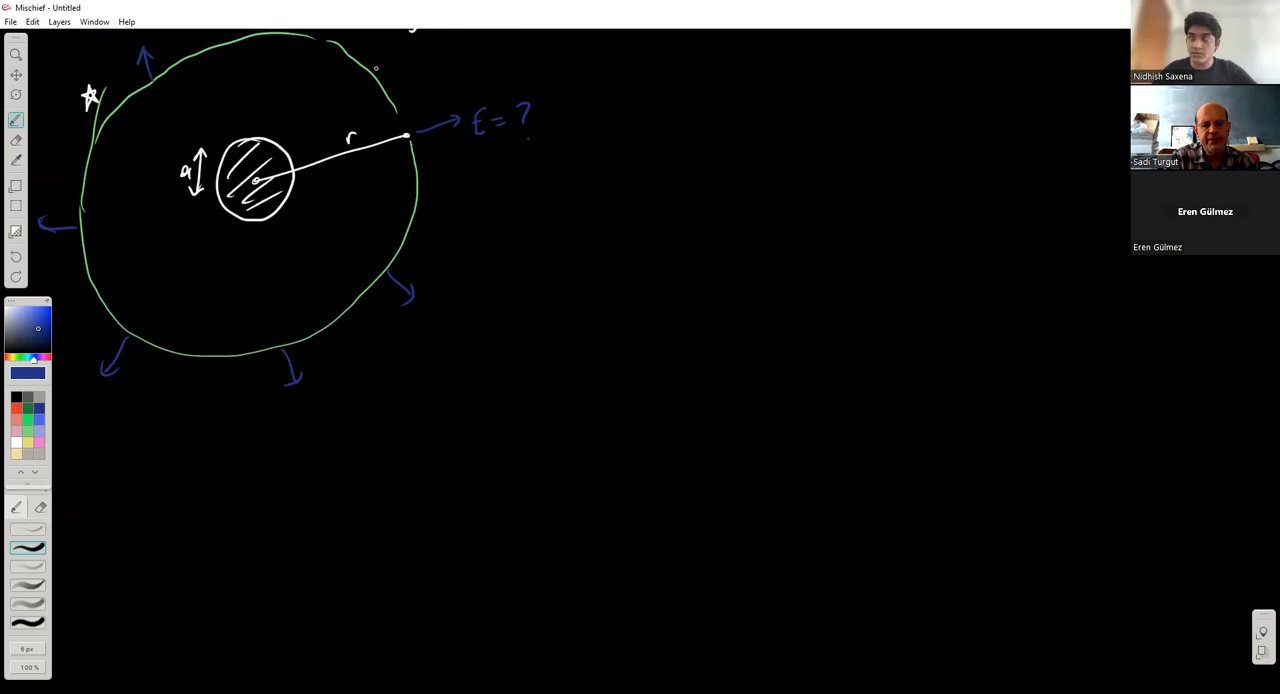 Mischief - Untitled
File Edit Layers Window Help
Nidhish Saxena
r
E = ?
a
Sadi Turgut
Eren Gülmez
Eren Gülmez
6 px
100 %